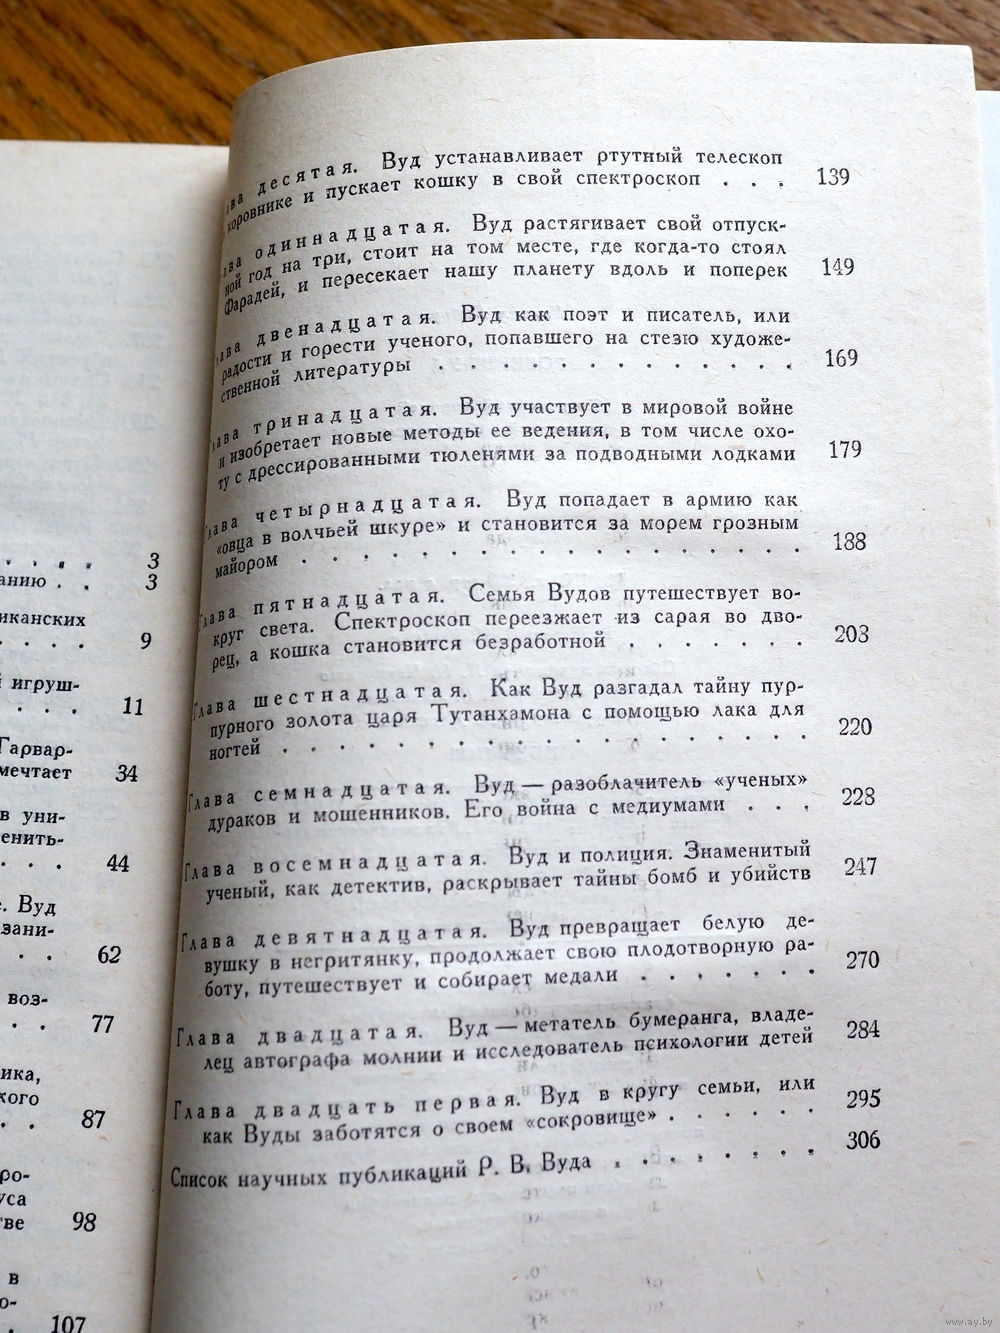 . . . . . 3
анию . . 3
иканских
. . . . 9
игруш-
. . . . 11
Гарвар-
мечтает 34
в уни-
енить-
. . . 44
е. Вуд
зани-
. . 62
воз-
. . 77
ика,
кого
. . 87
ро-
уса
тве 98
в
о-
. 107
ава десятая. Вуд устанавливает ртутный телескоп
коровнике и пускает кошку в свой спектроскоп . . . 139
ава одиннадцатая. Вуд растягивает свой отпуск-
ной год на три, стоит на том месте, где когда-то стоял
Фарадей, и пересекает нашу планету вдоль и поперек 149
ава двенадцатая. Вуд как поэт и писатель, или
радости и горести ученого, попавшего на стезю художе-
ственной литературы . . . . . . . . . . . . 169
лава тринадцатая. Вуд участвует в мировой войне
и изобретает новые методы ее ведения, в том числе охо-
ту с дрессированными тюленями за подводными лодками 179
Глава четырнадцатая. Вуд попадает в армию как
«овца в волчьей шкуре» и становится за морем грозным
майором . . . . . . . . . . . . . . . . . 188
Глава пятнадцатая. Семья Вудов путешествует во-
круг света. Спектроскоп переезжает из сарая во дво-
рец, а кошка становится безработной . . . . . . . 203
Глава шестнадцатая. Как Вуд разгадал тайну пур-
пурного золота царя Тутанхамона с помощью лака для
ногтей . . . . . . . . . . . . . . . . . . 220
Глава семнадцатая. Вуд — разоблачитель «ученых»
дураков и мошенников. Его война с медиумами . . . 228
Глава восемнадцатая. Вуд и полиция. Знаменитый
ученый, как детектив, раскрывает тайны бомб и убийств 247
Глава девятнадцатая. Вуд превращает белую де-
вушку в негритянку, продолжает свою плодотворную ра-
боту, путешествует и собирает медали . . . . . . . 270
Глава двадцатая. Вуд — метатель бумеранга, владе-
лец автографа молнии и исследователь психологии детей 284
Глава двадцать первая. Вуд в кругу семьи, или
как Вуды заботятся о своем «сокровище» . . . . . . 295
Список научных публикаций Р. В. Вуда . . . . . . . . 306
www.ay.by